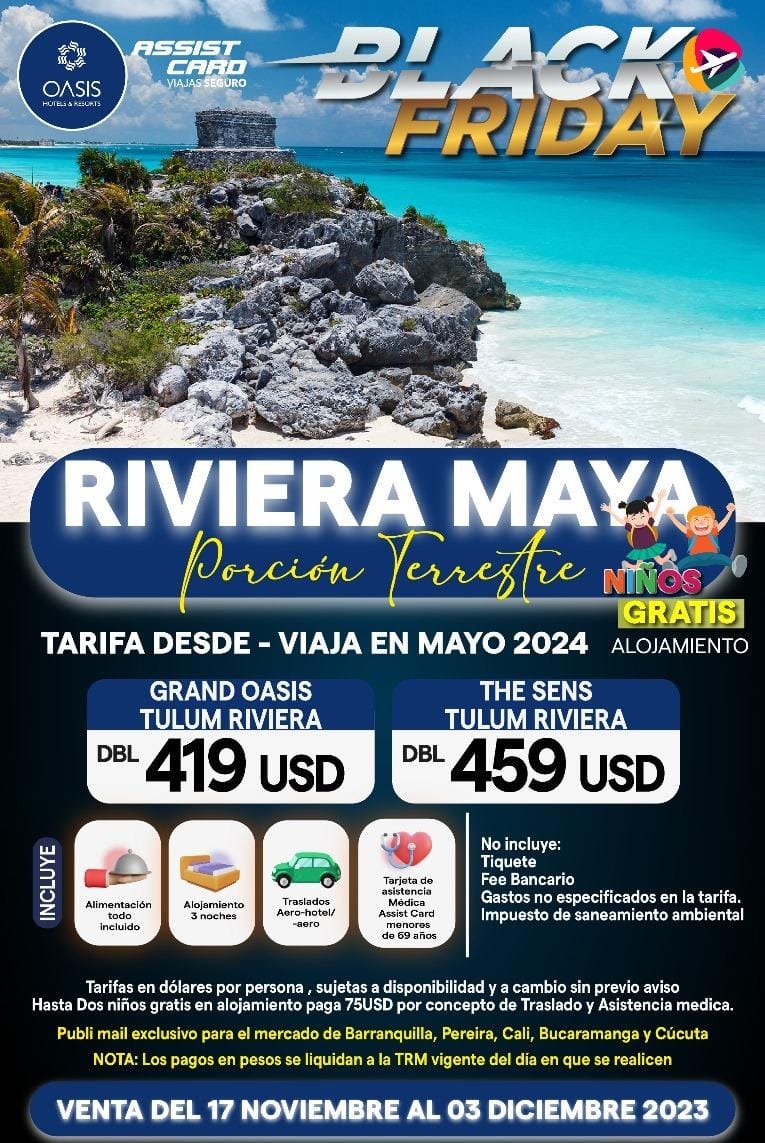 OASIS
HOTELS & RESORTS
ASSIST
CARD
VIAJAS SEGURO
BLACK
FRIDAY
RIVIERA MAYA
Porción Terrestre
NIÑOS
GRATIS
ALOJAMIENTO
TARIFA DESDE - VIAJA EN MAYO 2024
GRAND OASIS
TULUM RIVIERA
DBL 419 USD
THE SENS
TULUM RIVIERA
DBL 459 USD
INCLUYE
Alimentación
todo
incluido
Alojamiento
3 noches
Traslados
Aero-hotel/
-aero
Tarjeta de
asistencia
Médica
Assist Card
menores
de 69 años
No incluye:
Tiquete
Fee Bancario
Gastos no especificados en la tarifa.
Impuesto de saneamiento ambiental
Tarifas en dólares por persona , sujetas a disponibilidad y a cambio sin previo aviso
Hasta Dos niños gratis en alojamiento paga 75USD por concepto de Traslado y Asistencia medica.
Publi mail exclusivo para el mercado de Barranquilla, Pereira, Cali, Bucaramanga y Cúcuta
NOTA: Los pagos en pesos se liquidan a la TRM vigente del día en que se realicen
VENTA DEL 17 NOVIEMBRE AL 03 DICIEMBRE 2023